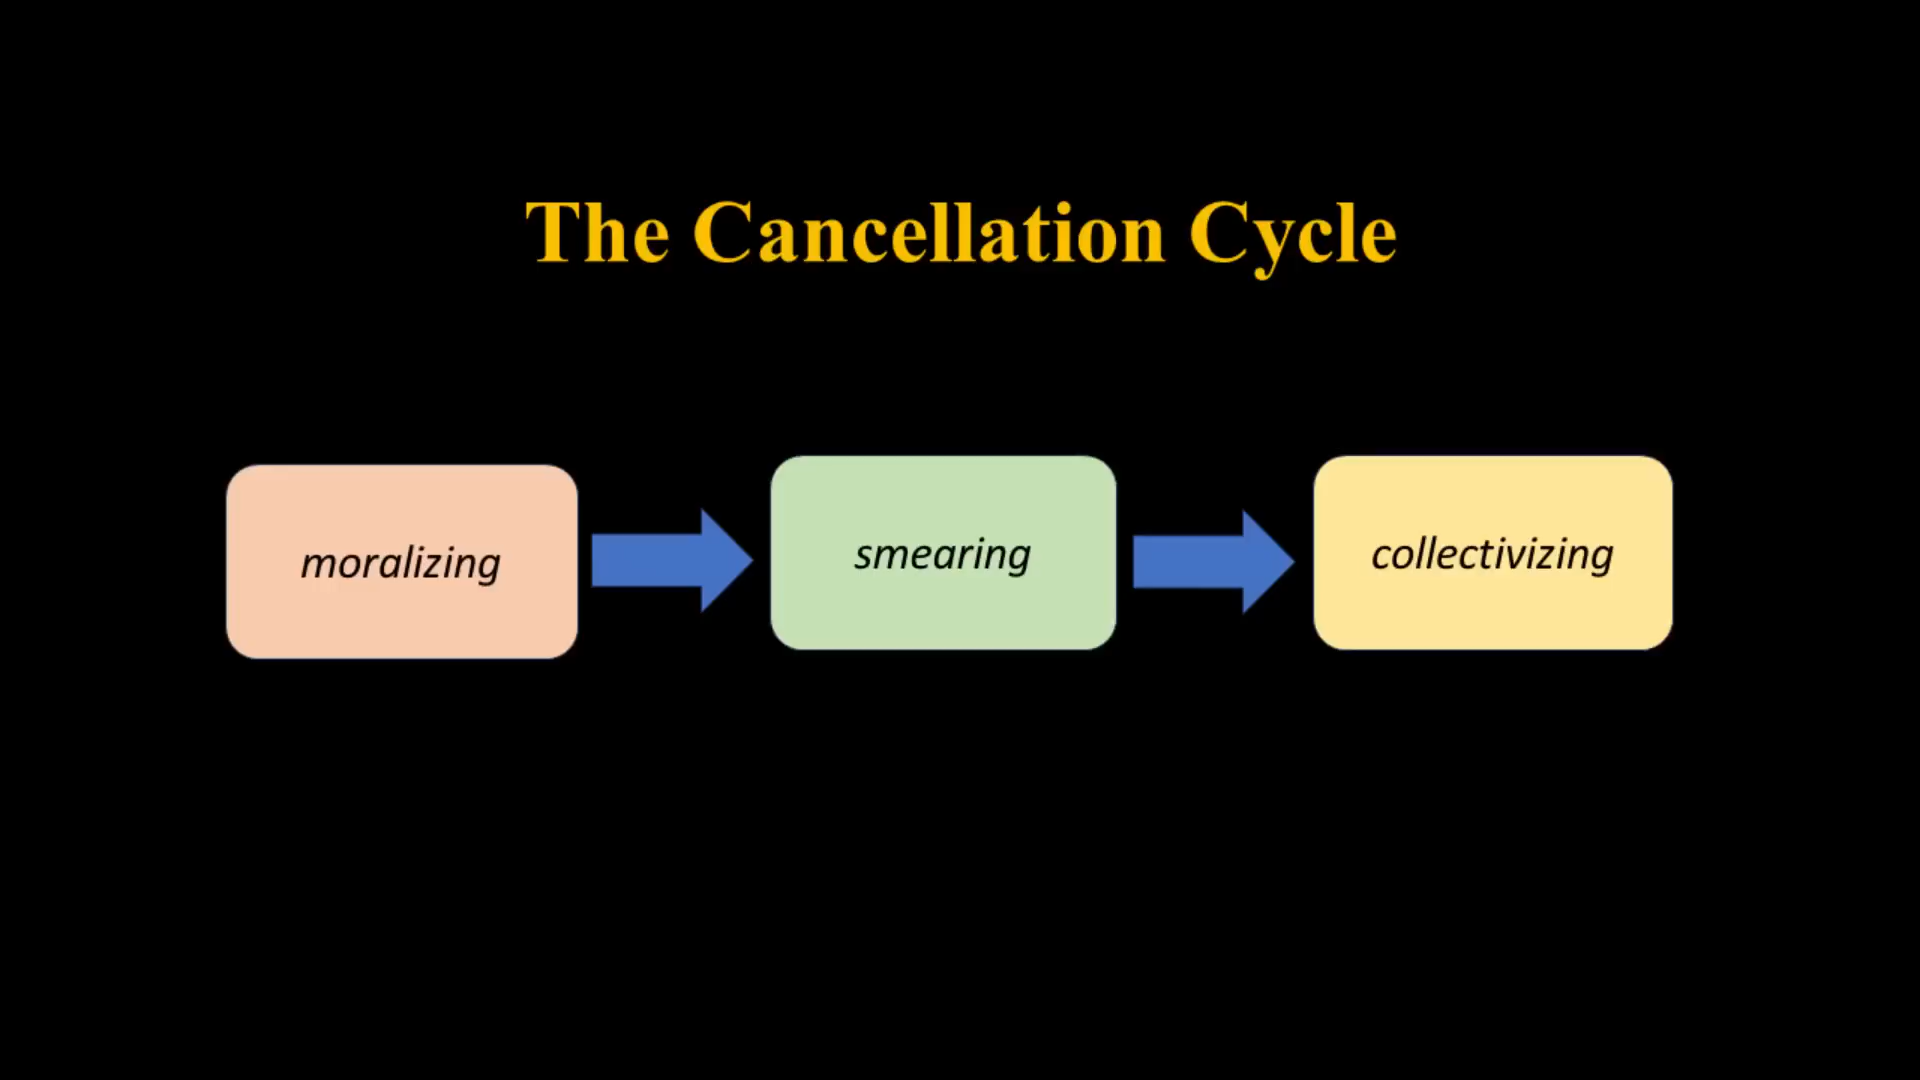 The Cancellation Cycle
moralizing
smearing
collectivizing